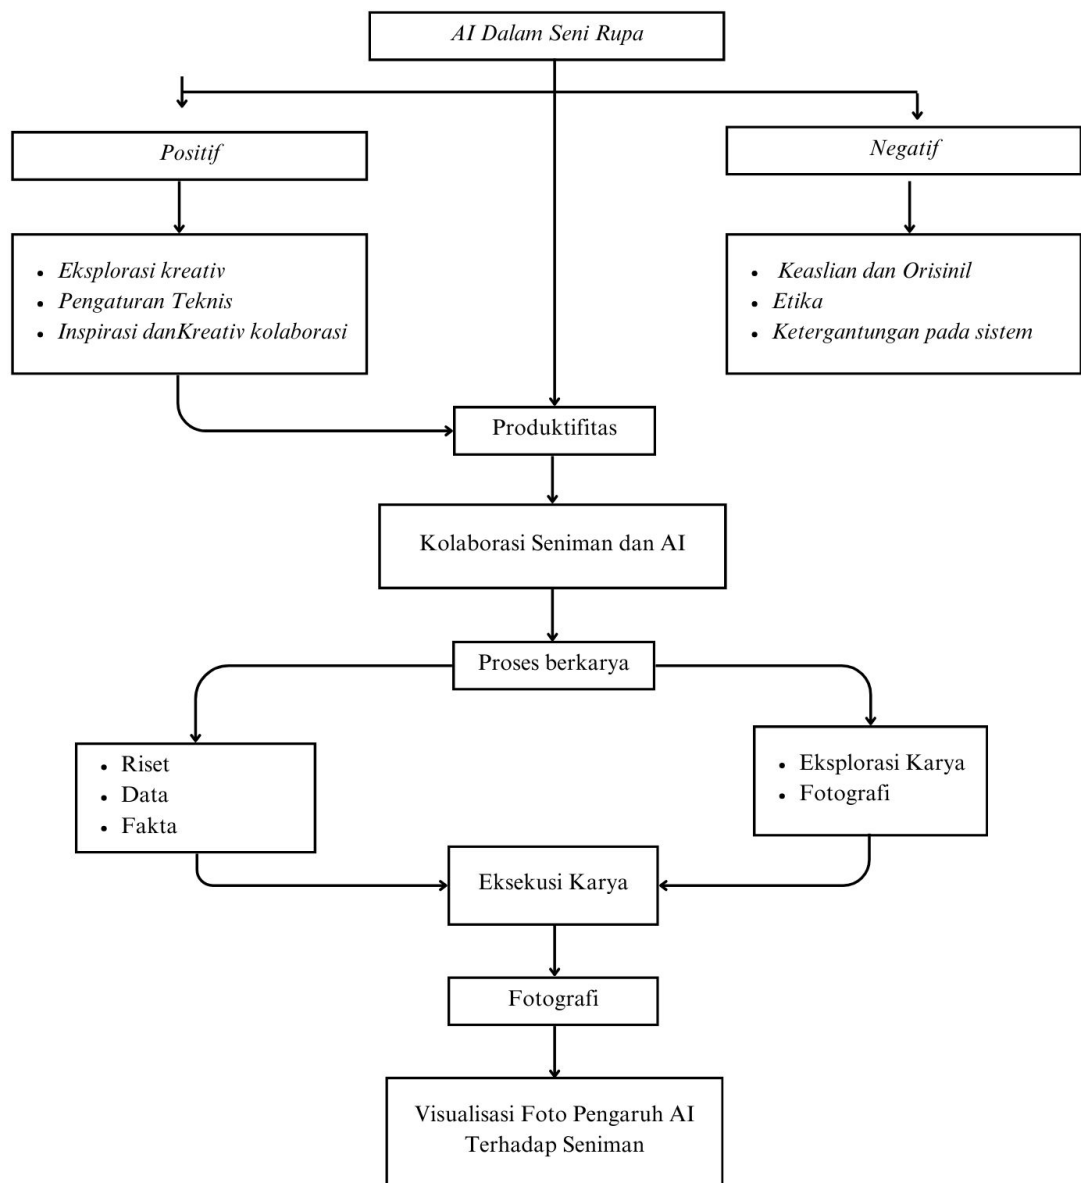 AI Dalam Seni Rupa
Positif
Negatif
• Eksplorasi kreativ
• Pengaturan Teknis
• Inspirasi danKreativ kolaborasi
• Keaslian dan Orisinil
• Etika
• Ketergantungan pada sistem
Produktifitas
Kolaborasi Seniman dan AI
Proses berkarya
• Riset
• Data
• Fakta
• Eksplorasi Karya
• Fotografi
Eksekusi Karya
Fotografi
Visualisasi Foto Pengaruh AI
Terhadap Seniman